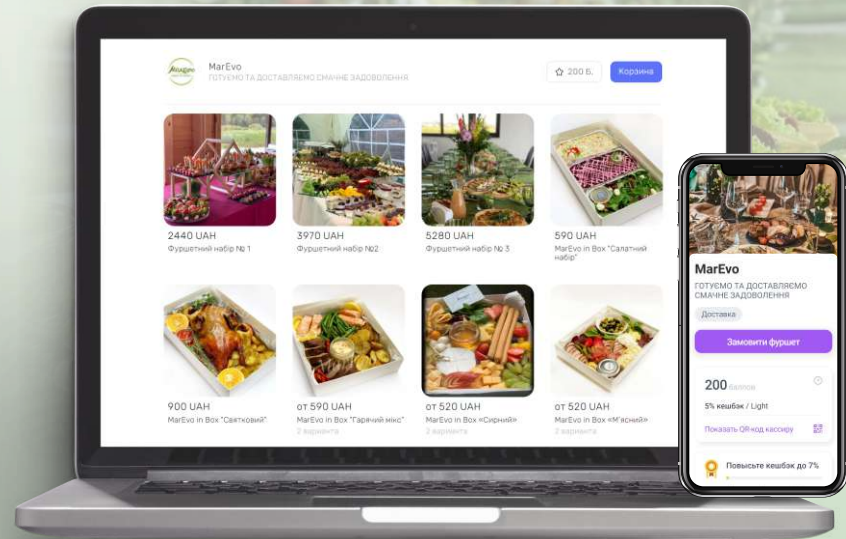 MarEvo
ГОТУЄМО ТА ДОСТАВЛЯЄМО СМАЧНЕ ЗАДОВОЛЕННЯ
200 Б.
Корзина
2440 UAH
Фуршетний набір № 1
3970 UAH
Фуршетний набір №2
5280 UAH
Фуршетний набір № 3
590 UAH
MarEvo in Box "Салатний
набір"
900 UAH
MarEvo in Box "Святковий"
от 590 UAH
MarEvo in Box "Гарячий мікс"
2 варианта
от 520 UAH
MarEvo in Box «Сирний»
2 варианта
от 520 UAH
MarEvo in Box «М'ясний»
2 варианта
MarEvo
ГОТУЄМО ТА ДОСТАВЛЯЄМО
СМАЧНЕ ЗАДОВОЛЕННЯ
Доставка
Замовити фуршет
200 баллов
5% кешбэк / Light
Показать QR-код кассиру
Повысьте кешбэк до 7%